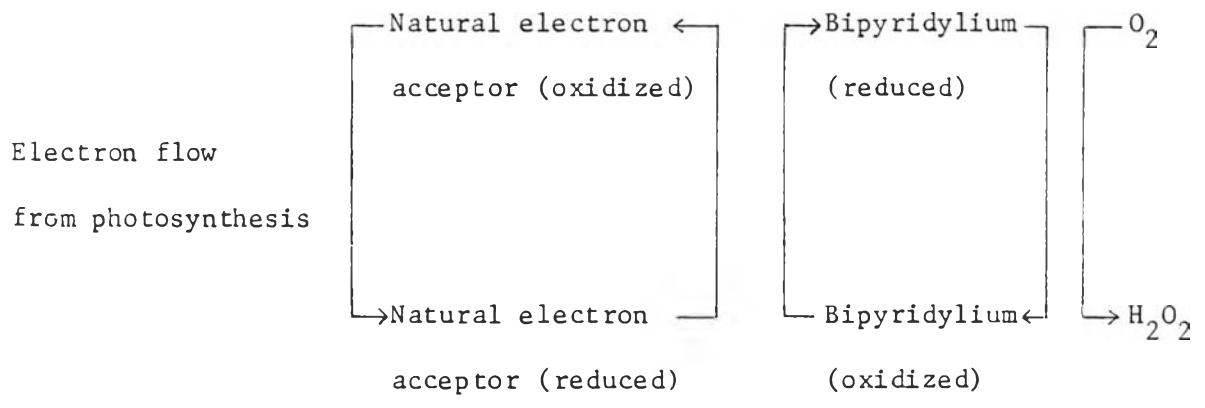 Natural electron
acceptor (oxidized)
Bipyridylium
(reduced)
O2
Electron flow
from photosynthesis
Natural electron
acceptor (reduced)
Bipyridylium
(oxidized)
H2O2